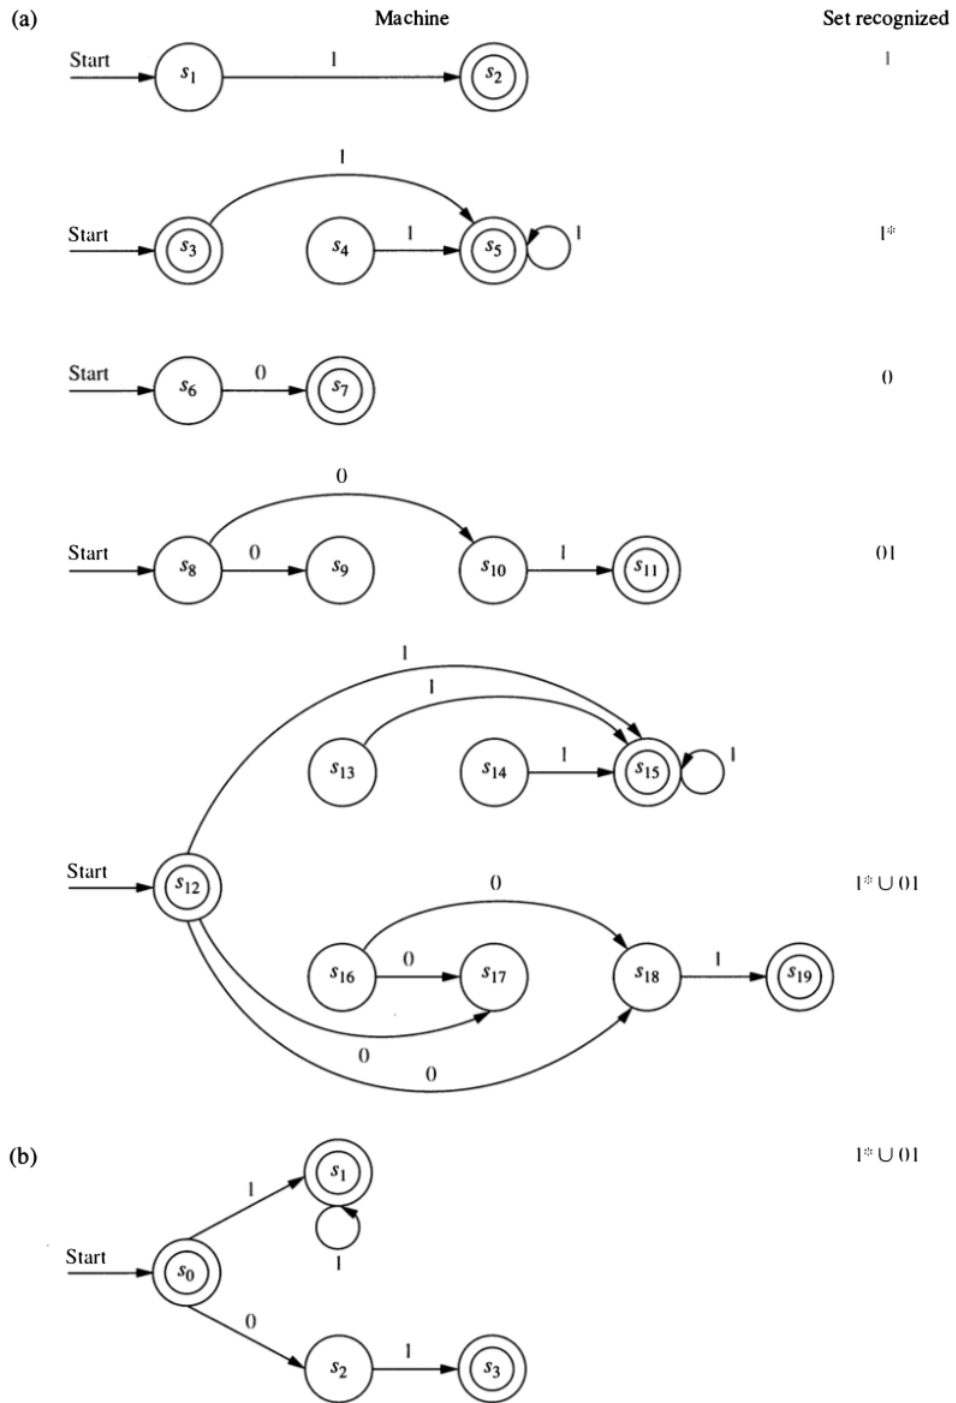 (a) Machine Set recognized
Start s1 1 s2 1
1
Start s3 s4 1 s5 1 1*
Start s6 0 s7 0
0
Start s8 0 s9 s10 1 s11 01
1
1
s13 s14 1 s15 1
Start s12 1* ∪ 01
0
s16 0 s17 s18 1 s19
0
0
(b) 1* ∪ 01
s1
1
1
Start s0
0
s2 1 s3